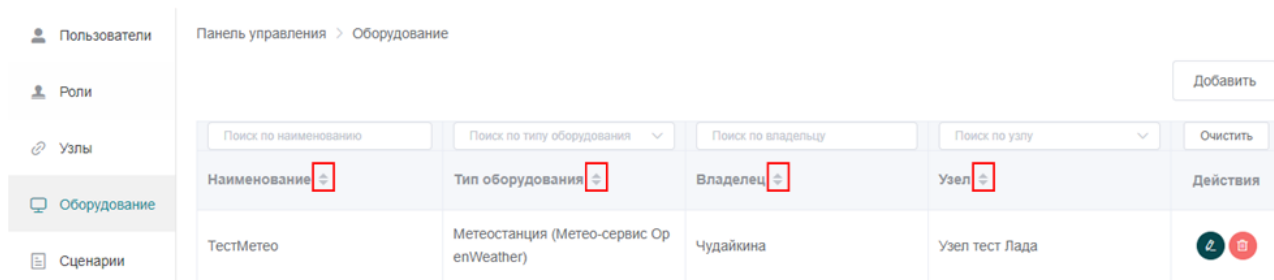 Пользователи
Роли
Узлы
Оборудование
Сценарии
Панель управления > Оборудование
Добавить
Поиск по наименованию
Поиск по типу оборудования
Поиск по владельцу
Поиск по узлу
Очистить
Наименование
Тип оборудования
Владелец
Узел
Действия
ТестМетео
Метеостанция (Метео-сервис Op
enWeather)
Чудайкина
Узел тест Лада